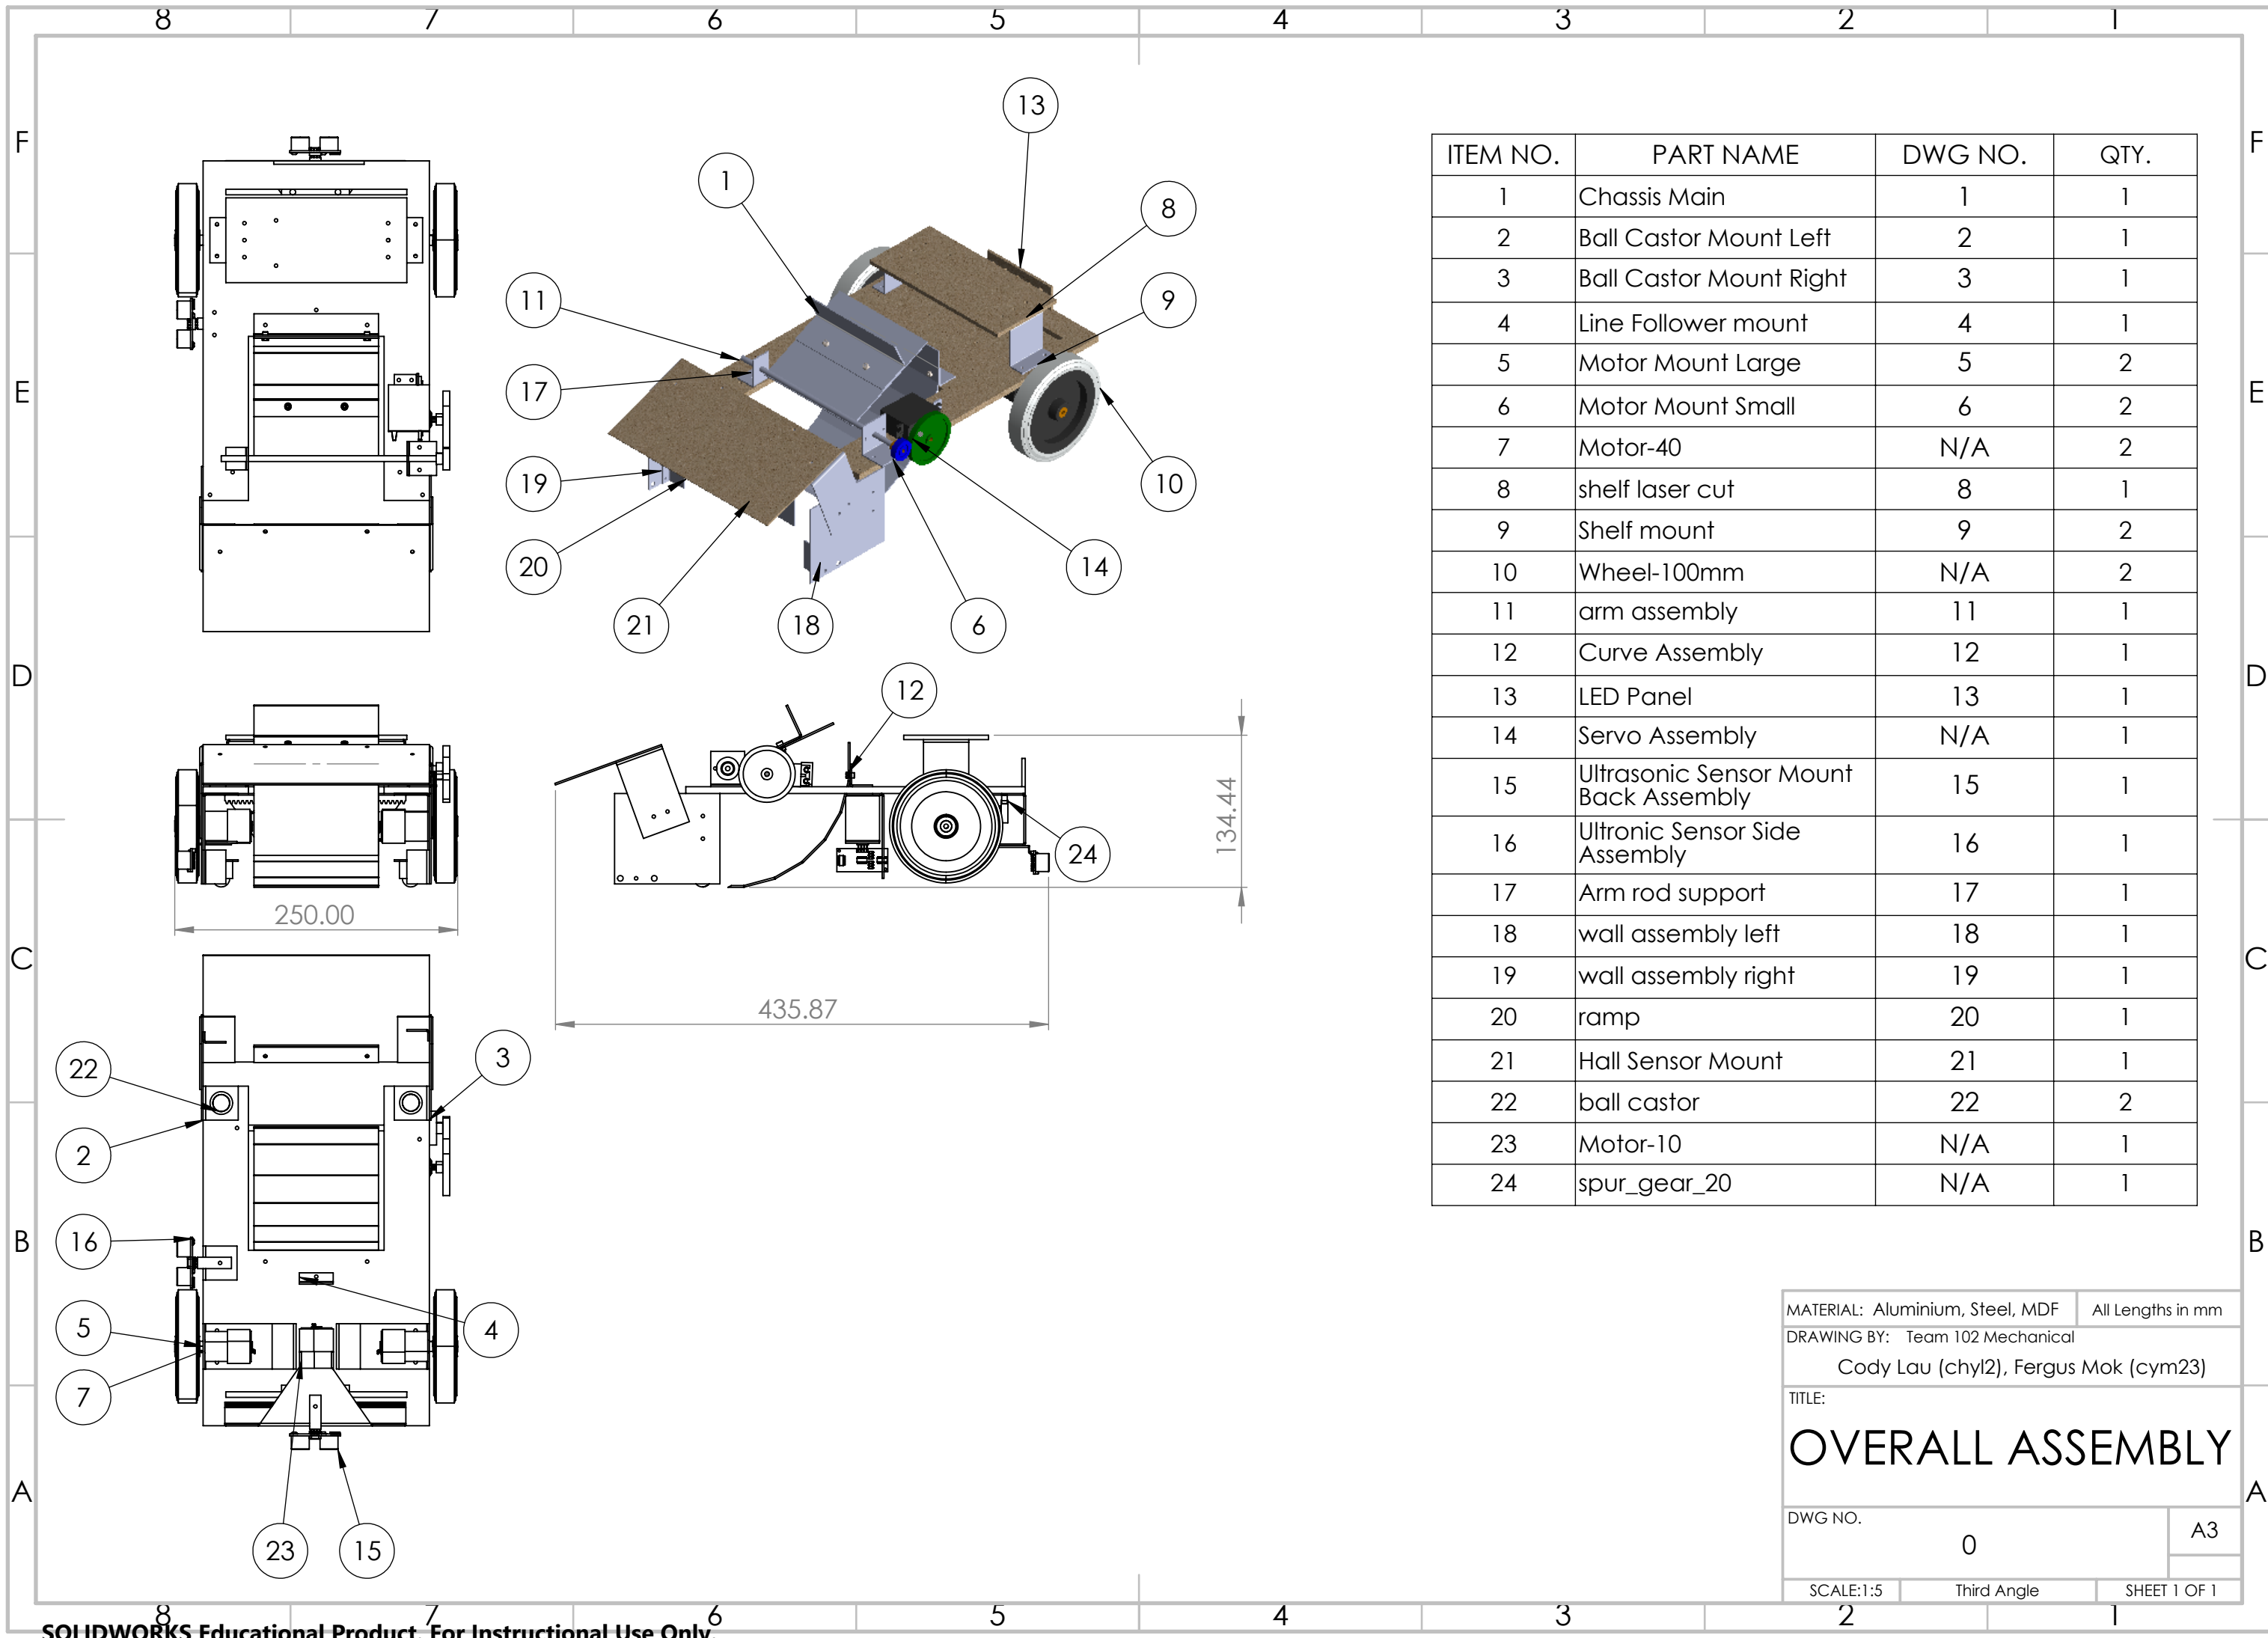 8 7 6 5 4 3 2 1
F F
E E
D D
C C
B B
A A
13
1
8
11
9
17
19
10
20
14
21
18
6
12
24
134.44
250.00
435.87
3
22
2
16
5
4
7
23
15
ITEM NO. PART NAME DWG NO. QTY.
1 Chassis Main 1 1
2 Ball Castor Mount Left 2 1
3 Ball Castor Mount Right 3 1
4 Line Follower mount 4 1
5 Motor Mount Large 5 2
6 Motor Mount Small 6 2
7 Motor-40 N/A 2
8 shelf laser cut 8 1
9 Shelf mount 9 2
10 Wheel-100mm N/A 2
11 arm assembly 11 1
12 Curve Assembly 12 1
13 LED Panel 13 1
14 Servo Assembly N/A 1
15 Ultrasonic Sensor Mount
Back Assembly 15 1
16 Ultronic Sensor Side
Assembly 16 1
17 Arm rod support 17 1
18 wall assembly left 18 1
19 wall assembly right 19 1
20 ramp 20 1
21 Hall Sensor Mount 21 1
22 ball castor 22 2
23 Motor-10 N/A 1
24 spur_gear_20 N/A 1
MATERIAL: Aluminium, Steel, MDF All Lengths in mm
DRAWING BY: Team 102 Mechanical
Cody Lau (chyl2), Fergus Mok (cym23)
TITLE:
OVERALL ASSEMBLY
DWG NO.
0
A3
SCALE:1:5 Third Angle SHEET 1 OF 1
8 7 6 5 4 3 2 1
SOLIDWORKS Educational Product. For Instructional Use Only.